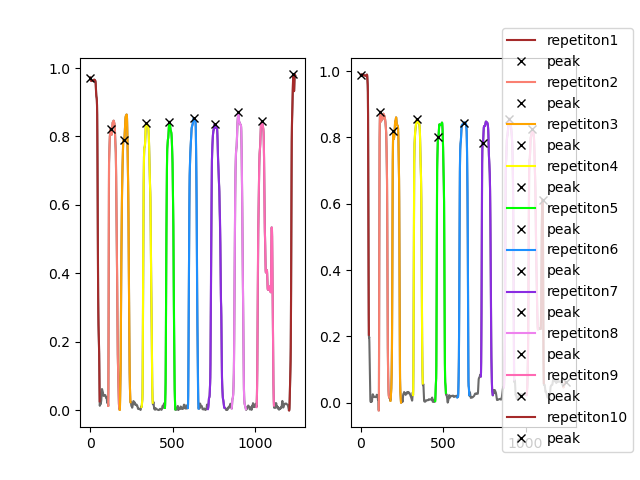 1.0
0.8
0.6
0.4
0.2
0.0
0
500
1000
1.0
0.8
0.6
0.4
0.2
0.0
0
500
1000
repetiton1
peak
repetiton2
peak
repetiton3
peak
repetiton4
peak
repetiton5
peak
repetiton6
peak
repetiton7
peak
repetiton8
peak
repetiton9
peak
repetiton10
peak